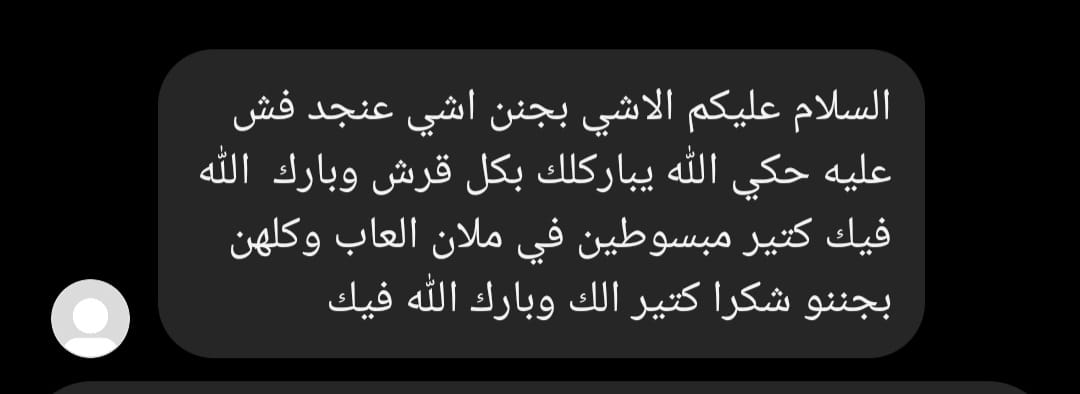 السلام عليكم الاشي بجنن اشي عنجد فش
عليه حكي الله يباركلك بكل قرش وبارك الله
فيك كتير مبسوطين في ملان العاب وكلهن
بجننو شكرا كتير الك وبارك الله فيك